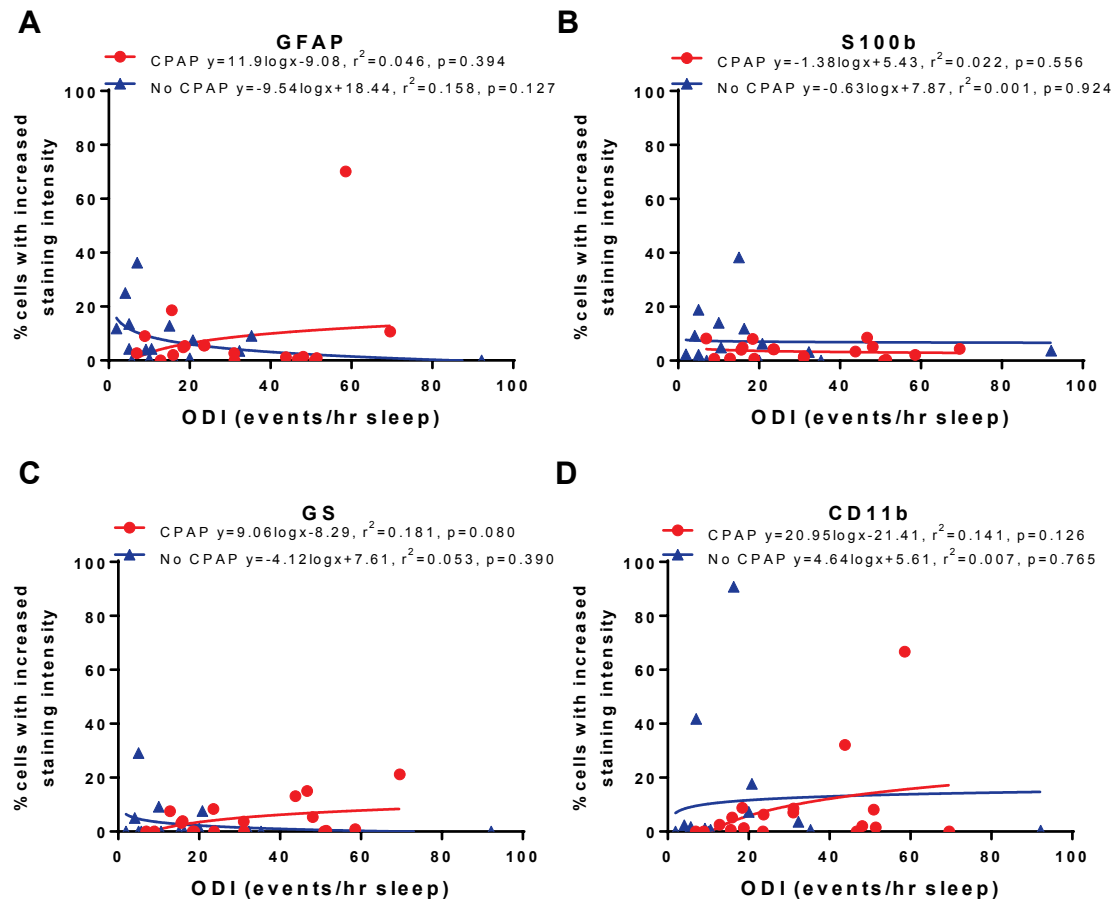 A
GFAP
CPAP y=11.9logx-9.08, r²=0.046, p=0.394
No CPAP y=-9.54logx+18.44, r²=0.158, p=0.127
% cells with increased
staining intensity
100
80
60
40
20
0
0 20 40 60 80 100
ODI (events/hr sleep)
B
S100b
CPAP y=-1.38logx+5.43, r²=0.022, p=0.556
No CPAP y=-0.63logx+7.87, r²=0.001, p=0.924
% cells with increased
staining intensity
100
80
60
40
20
0
0 20 40 60 80 100
ODI (events/hr sleep)
C
GS
CPAP y=9.06logx-8.29, r²=0.181, p=0.080
No CPAP y=-4.12logx+7.61, r²=0.053, p=0.390
% cells with increased
staining intensity
100
80
60
40
20
0
0 20 40 60 80 100
ODI (events/hr sleep)
D
CD11b
CPAP y=20.95logx-21.41, r²=0.141, p=0.126
No CPAP y=4.64logx+5.61, r²=0.007, p=0.765
% cells with increased
staining intensity
100
80
60
40
20
0
0 20 40 60 80 100
ODI (events/hr sleep)